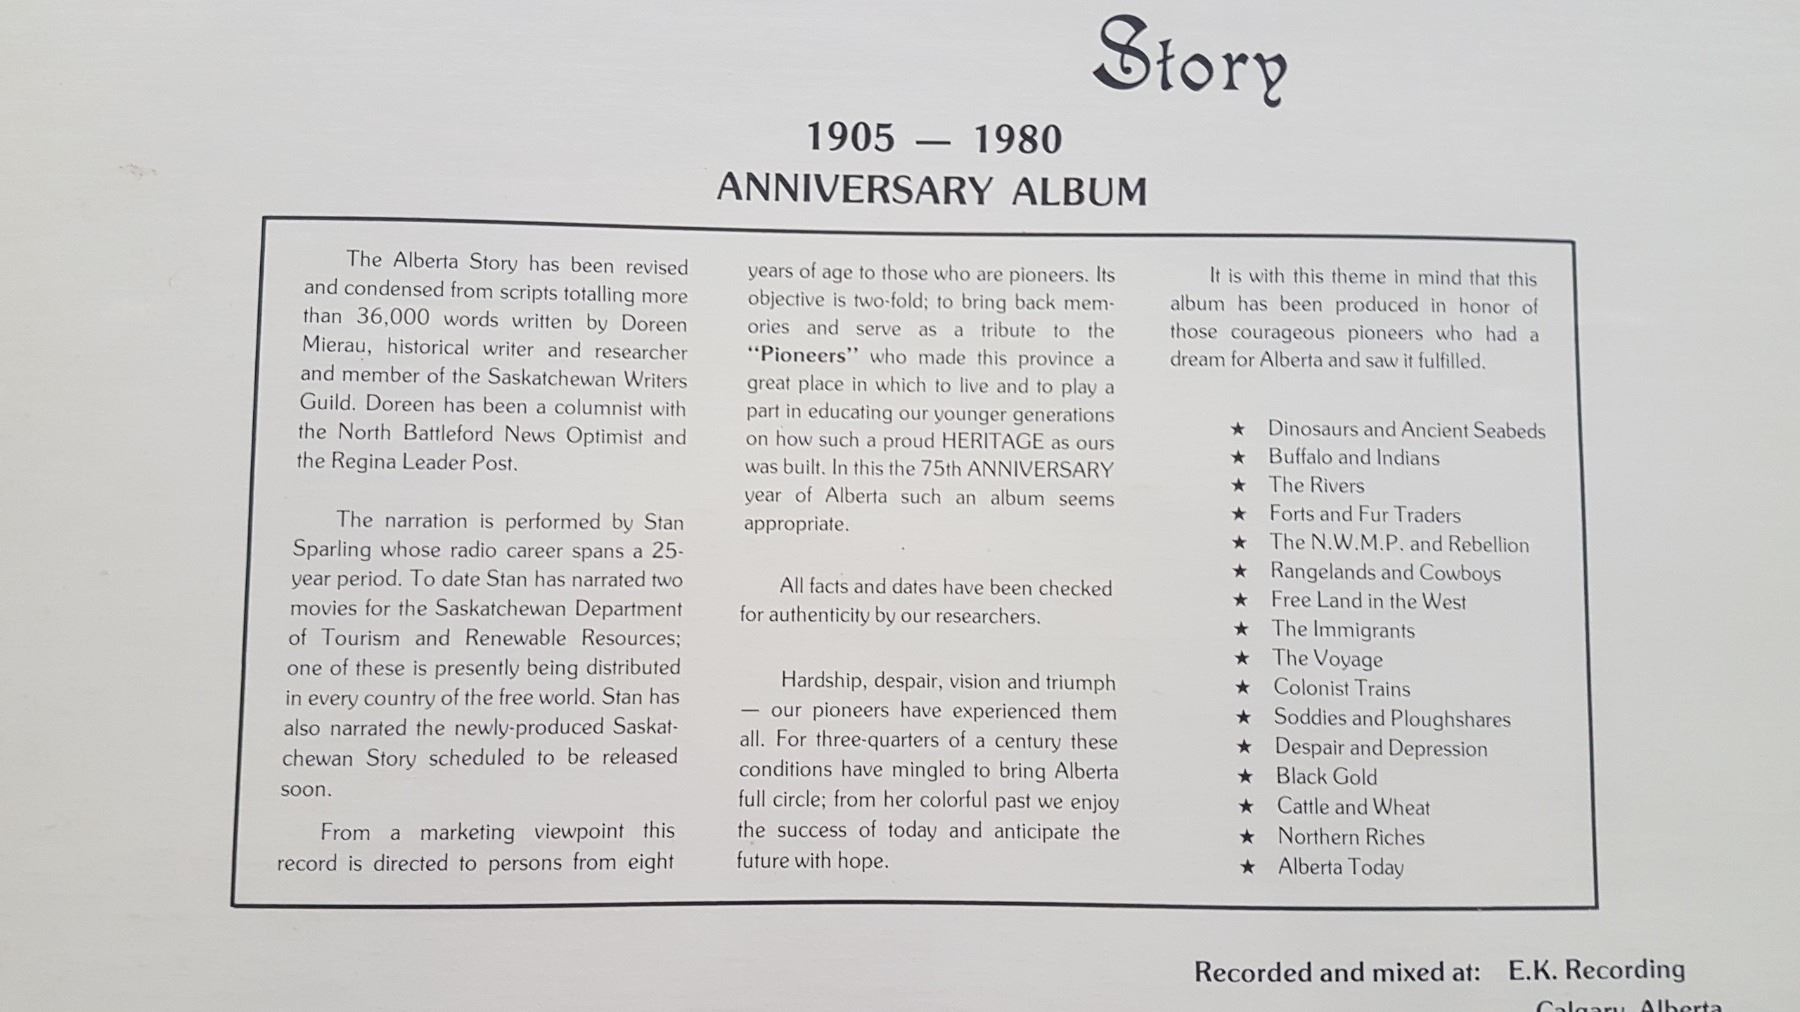 Story
1905 — 1980
ANNIVERSARY ALBUM
The Alberta Story has been revised
and condensed from scripts totalling more
than 36,000 words written by Doreen
Mierau, historical writer and researcher
and member of the Saskatchewan Writers
Guild. Doreen has been a columnist with
the North Battleford News Optimist and
the Regina Leader Post.
The narration is performed by Stan
Sparling whose radio career spans a 25-
year period. To date Stan has narrated two
movies for the Saskatchewan Department
of Tourism and Renewable Resources;
one of these is presently being distributed
in every country of the free world. Stan has
also narrated the newly-produced Saskat-
chewan Story scheduled to be released
soon.
From a marketing viewpoint this
record is directed to persons from eight
years of age to those who are pioneers. Its
objective is two-fold; to bring back mem-
ories and serve as a tribute to the
“Pioneers” who made this province a
great place in which to live and to play a
part in educating our younger generations
on how such a proud HERITAGE as ours
was built. In this the 75th ANNIVERSARY
year of Alberta such an album seems
appropriate.
All facts and dates have been checked
for authenticity by our researchers.
Hardship, despair, vision and triumph
— our pioneers have experienced them
all. For three-quarters of a century these
conditions have mingled to bring Alberta
full circle; from her colorful past we enjoy
the success of today and anticipate the
future with hope.
It is with this theme in mind that this
album has been produced in honor of
those courageous pioneers who had a
dream for Alberta and saw it fulfilled.
★ Dinosaurs and Ancient Seabeds
★ Buffalo and Indians
★ The Rivers
★ Forts and Fur Traders
★ The N.W.M.P. and Rebellion
★ Rangelands and Cowboys
★ Free Land in the West
★ The Immigrants
★ The Voyage
★ Colonist Trains
★ Soddies and Ploughshares
★ Despair and Depression
★ Black Gold
★ Cattle and Wheat
★ Northern Riches
★ Alberta Today
Recorded and mixed at: E.K. Recording
Calgary, Alberta